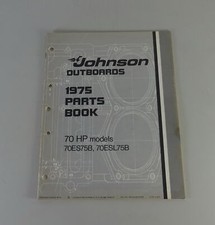 Johnson
OUTBOARDS
1975
PARTS
BOOK
70 HP models
70ES75B, 70ESL75B